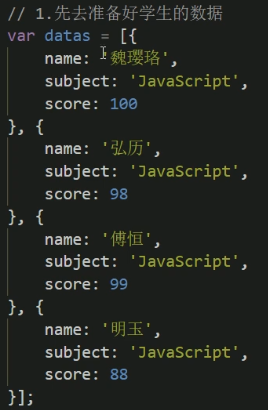 // 1.先去准备好学生的数据
var datas = [{
    name: '魏璎珞',
    subject: 'JavaScript',
    score: 100
}, {
    name: '弘历',
    subject: 'JavaScript',
    score: 98
}, {
    name: '傅恒',
    subject: 'JavaScript',
    score: 99
}, {
    name: '明玉',
    subject: 'JavaScript',
    score: 88
}];